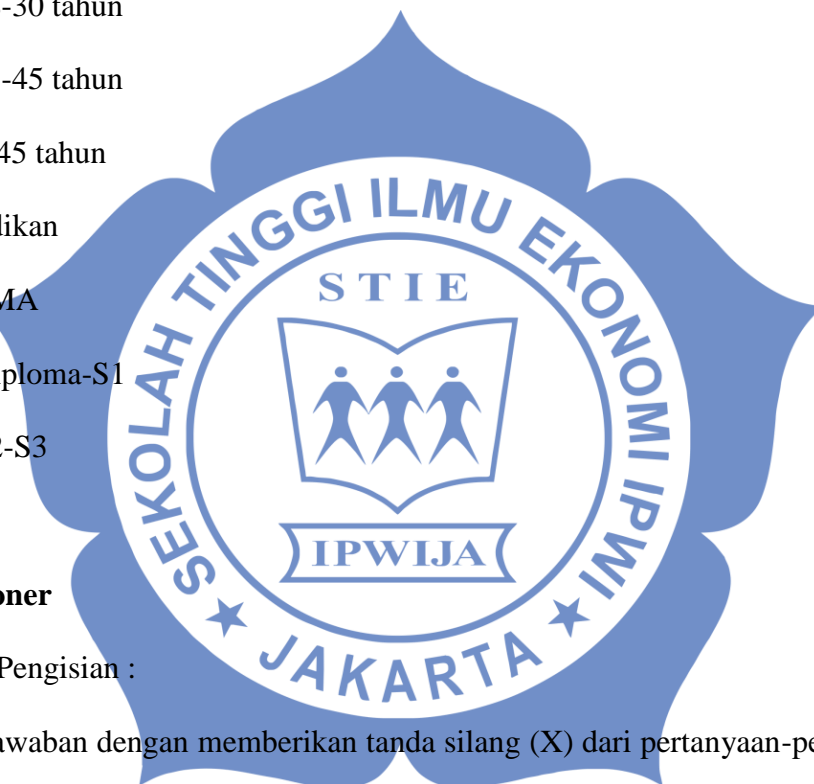 -30 tahun
-45 tahun
45 tahun
dikan
MA
ploma-S1
2-S3
oner
Pengisian :
awaban dengan memberikan tanda silang (X) dari pertanyaan-pe
SEKOLAH TINGGI ILMU EKONOMI IPWI
JAKARTA
STIE
IPWIJA